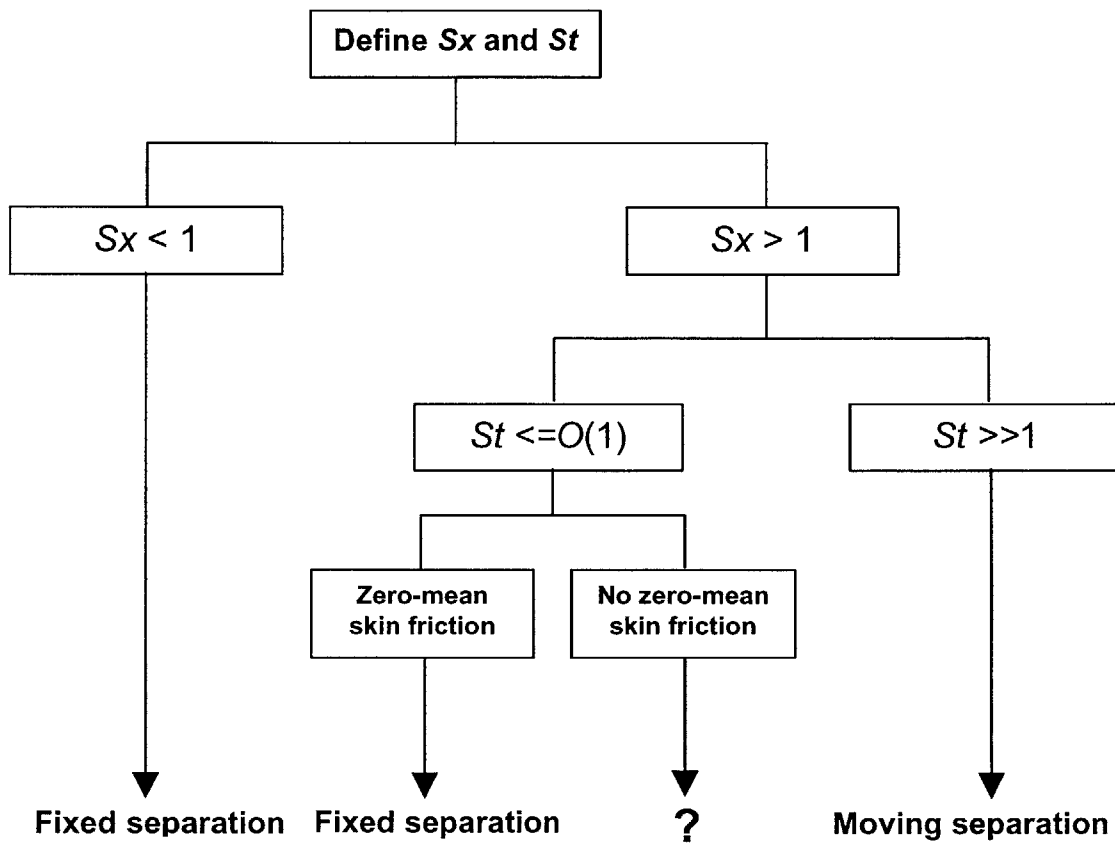 Define Sx and St
Sx < 1
Sx > 1
St <=O(1)
St >>1
Zero-mean
skin friction
No zero-mean
skin friction
Fixed separation
Fixed separation
?
Moving separation